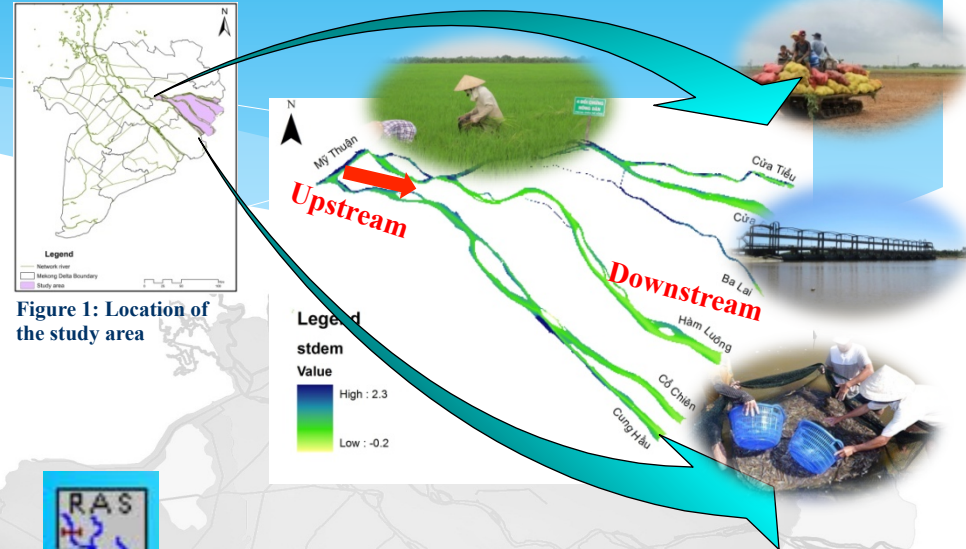 N
Legend
Network river
Mekong Delta Boundary
Study area
Figure 1: Location of
the study area
N
Mỹ Thuận
Upstream
Cửa Tiểu
Cửa
Ba Lai
Downstream
Hàm Luông
Cổ Chiên
Cung Hầu
Legend
stdem
Value
High : 2.3
Low : -0.2
RAS